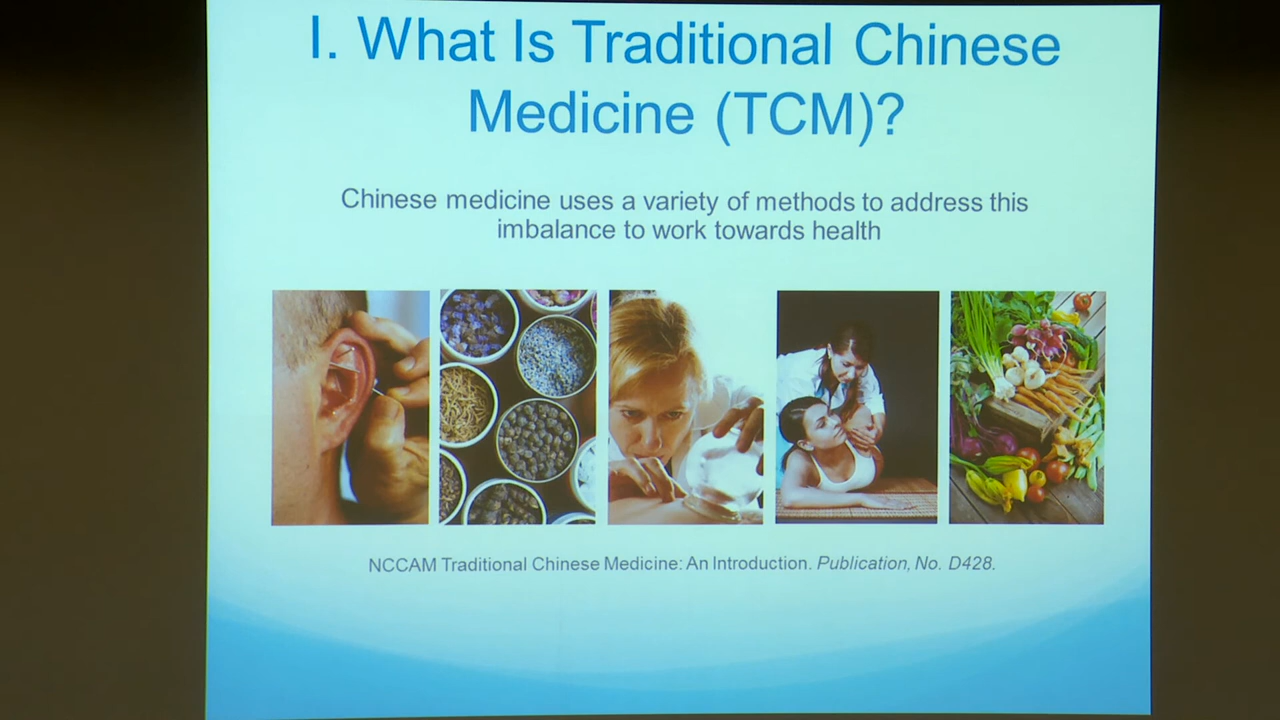 I. What Is Traditional Chinese
Medicine (TCM)?
Chinese medicine uses a variety of methods to address this
imbalance to work towards health
NCCAM Traditional Chinese Medicine: An Introduction. Publication, No. D428.